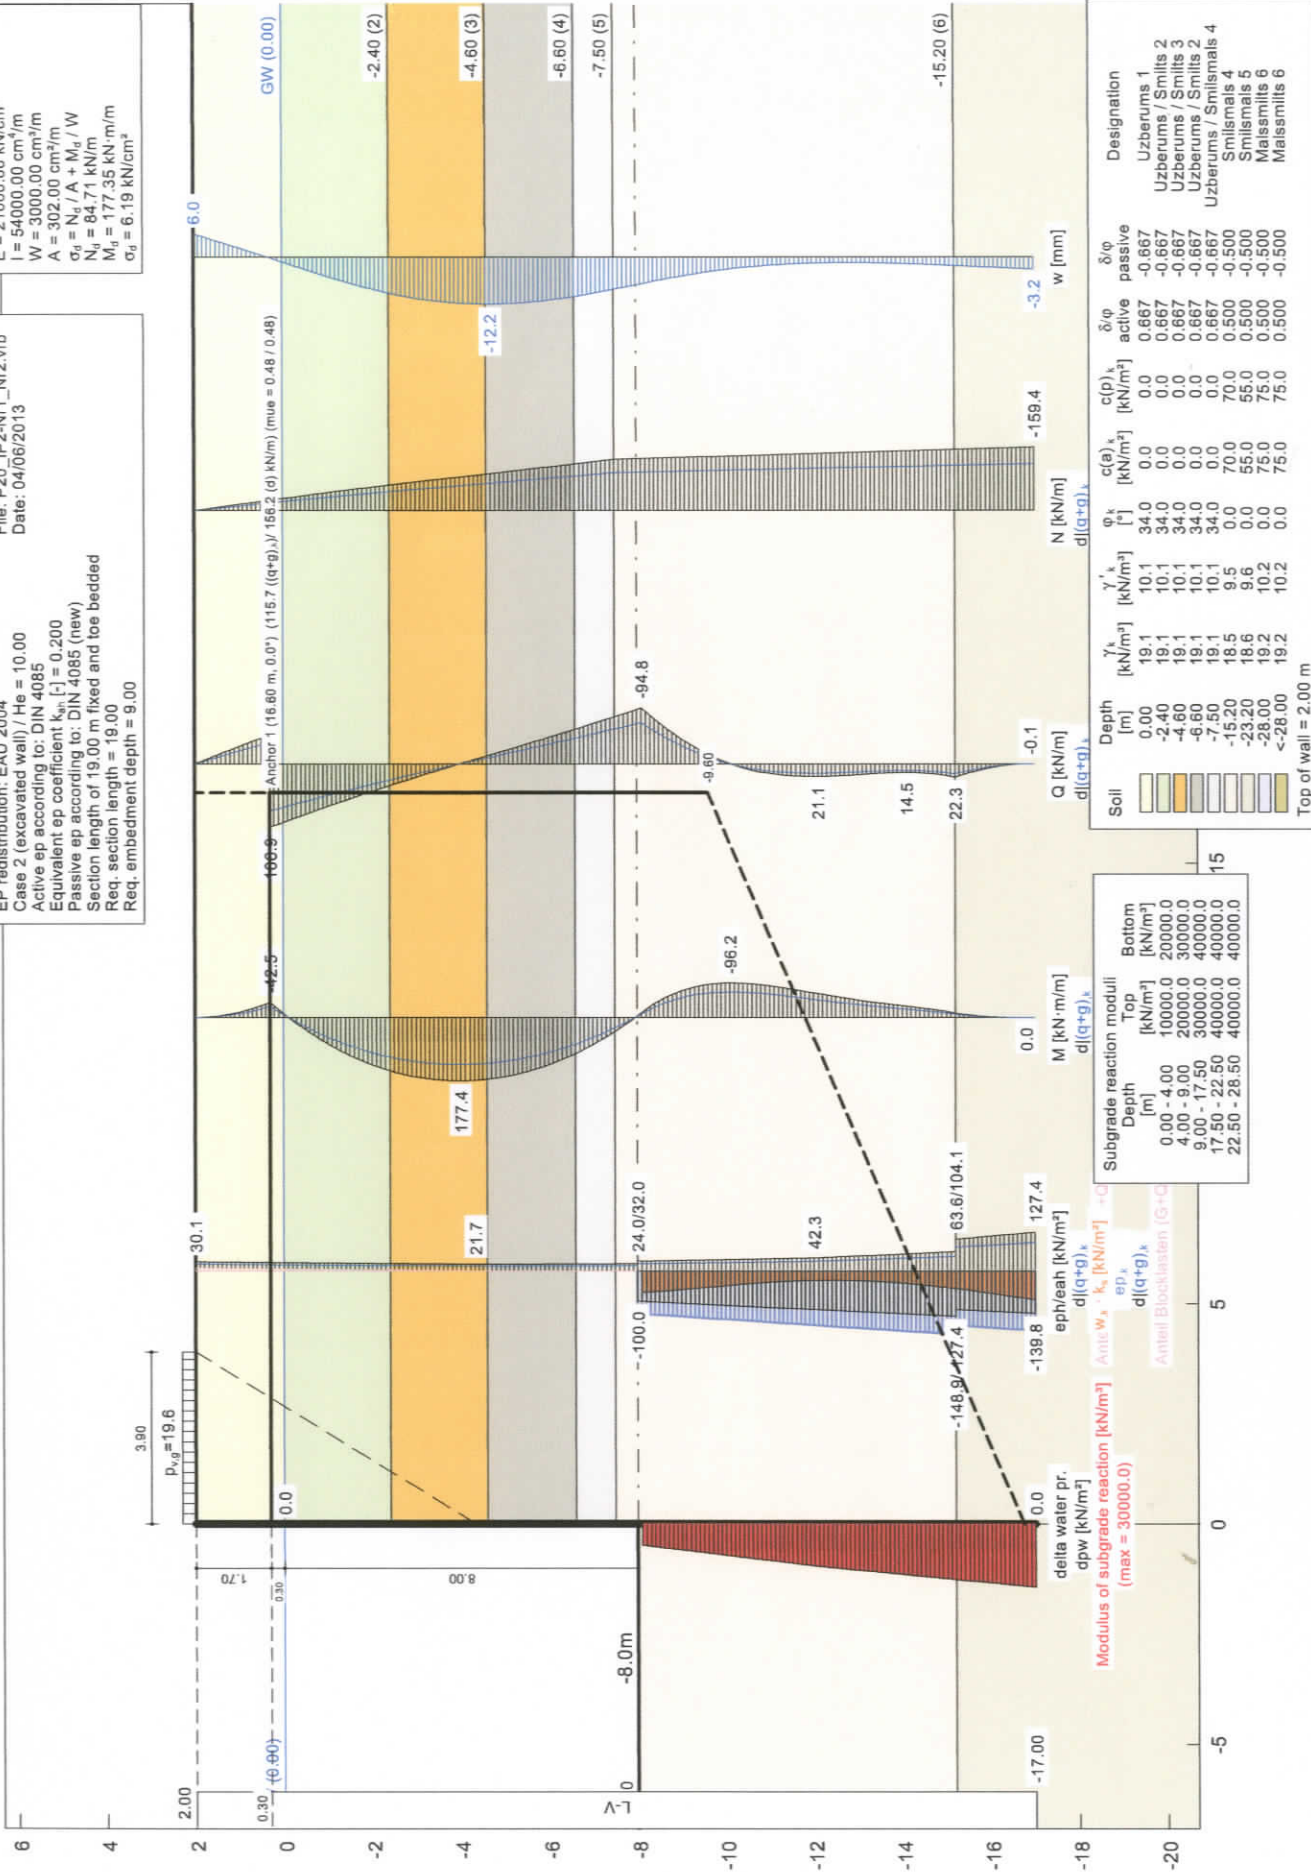 I = 54000.00 cm⁴/m
W = 3000.00 cm³/m
A = 302.00 cm²/m
σd = Nd / A + Md / W
Nd = 84.71 kN/m
Md = 177.35 kN·m/m
σd = 6.19 kN/cm²
Date: 04/06/2013
EP redistribution: EAU 2004
Case 2 (excavated wall) / He = 10.00
Active ep according to: DIN 4085
Equivalent ep coefficient kah [-] = 0.200
Passive ep according to: DIN 4085 (new)
Section length of 19.00 m fixed and toe bedded
Req. section length = 19.00
Req. embedment depth = 9.00
3.90
pv,g=19.6
2.00
0.30
(0.00)
1.70
0.30
8.00
0.0
-8.0m
0
L-V
-17.00
0.0
GW (0.00)
-2.40 (2)
-4.60 (3)
-6.60 (4)
-7.50 (5)
-15.20 (6)
Anchor 1 (16.60 m, 0.0°) (115.7 ((q+g)k)/ 156.2 (d) kN/m) (mue = 0.48 / 0.48)
30.1
21.7
24.0/32.0
-100.0
42.3
63.6/104.1
-148.9/-127.4
127.4
-139.8
-42.5
177.4
-96.2
0.0
100.9
-94.8
-9.60
21.1
14.5
22.3
-0.1
-159.4
6.0
-12.2
-3.2
delta water pr.
dpw [kN/m²]
Modulus of subgrade reaction [kN/m³]
(max = 30000.0)
eph/eah [kN/m²]
d|(q+g)k
w k · ks [kN/m²]
ep k
d|(q+g)k
Anteil Blocklasten (G+Q
M [kN·m/m]
d|(q+g)k
Q [kN/m]
d|(q+g)k
N [kN/m]
d|(q+g)k
w [mm]
6
4
2
0
-2
-4
-6
-8
-10
-12
-14
-16
-18
-20
-5
0
5
15
Subgrade reaction moduli
Depth Top Bottom
[m] [kN/m³] [kN/m³]
0.00 - 4.00 10000.0 20000.0
4.00 - 9.00 20000.0 30000.0
9.00 - 17.50 30000.0 40000.0
17.50 - 22.50 40000.0 40000.0
22.50 - 28.50 40000.0 40000.0
Soil Depth γk γ'k φk c(a)k c(p)k δ/φ δ/φ Designation
[m] [kN/m³] [kN/m³] [°] [kN/m²] [kN/m²] active passive
0.00 19.1 10.1 34.0 0.0 0.0 0.667 -0.667 Uzberums 1
-2.40 19.1 10.1 34.0 0.0 0.0 0.667 -0.667 Uzberums / Smilts 2
-4.60 19.1 10.1 34.0 0.0 0.0 0.667 -0.667 Uzberums / Smilts 3
-6.60 19.1 10.1 34.0 0.0 0.0 0.667 -0.667 Uzberums / Smilts 2
-7.50 19.1 10.1 34.0 0.0 0.0 0.667 -0.667 Uzberums / Smilsmals 4
-15.20 18.5 9.5 0.0 70.0 70.0 0.500 -0.500 Smilsmals 4
-23.20 18.6 9.6 0.0 55.0 55.0 0.500 -0.500 Smilsmals 5
-28.00 19.2 10.2 0.0 75.0 75.0 0.500 -0.500 Malssmilts 6
<-28.00 19.2 10.2 0.0 75.0 75.0 0.500 -0.500 Malssmilts 6
Top of wall = 2.00 m